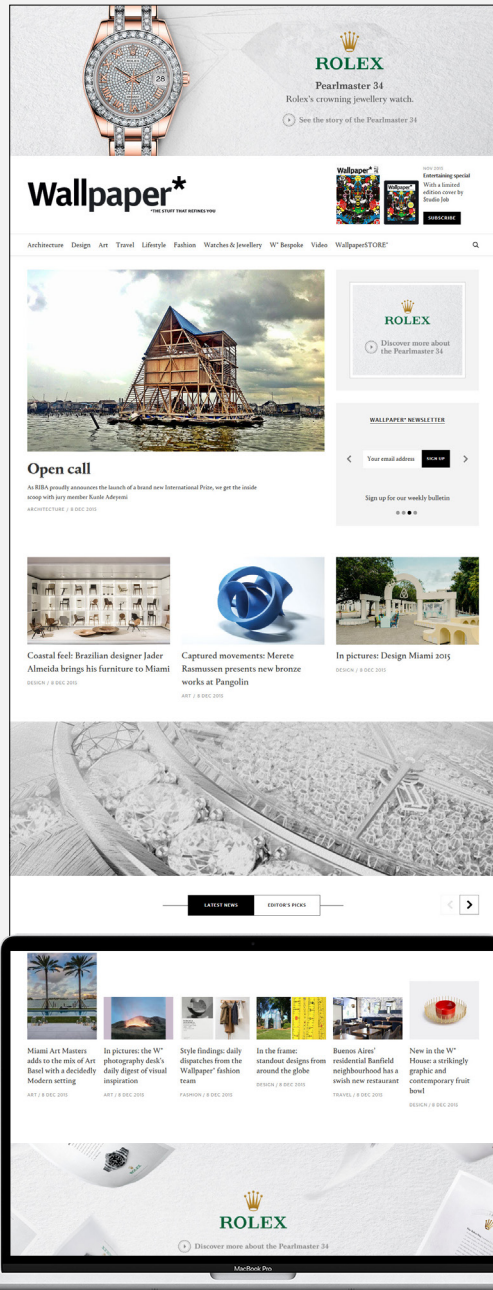 ROLEX
Pearlmaster 34
Rolex's crowning jewellery watch.
See the story of the Pearlmaster 34
ROLEX
28
Wallpaper*
*THE STUFF THAT REFINES YOU
Wallpaper*
Wallpaper*
NOV 2015
Entertaining special
With a limited
edition cover by
Studio Job
SUBSCRIBE
Architecture Design Art Travel Lifestyle Fashion Watches & Jewellery W* Bespoke Video WallpaperSTORE*
ROLEX
Discover more about
the Pearlmaster 34
WALLPAPER* NEWSLETTER
Your email address SIGN UP
Sign up for our weekly bulletin
Open call
As RIBA proudly announces the launch of a brand new International Prize, we get the inside
scoop with jury member Kunle Adeyemi
ARCHITECTURE / 8 DEC 2015
Coastal feel: Brazilian designer Jader
Almeida brings his furniture to Miami
DESIGN / 8 DEC 2015
Captured movements: Merete
Rasmussen presents new bronze
works at Pangolin
ART / 8 DEC 2015
In pictures: Design Miami 2015
DESIGN / 8 DEC 2015
LATEST NEWS EDITOR'S PICKS
Miami Art Masters
adds to the mix of Art
Basel with a decidedly
Modern setting
ART / 8 DEC 2015
In pictures: the W*
photography desk's
daily digest of visual
inspiration
ART / 8 DEC 2015
Style findings: daily
dispatches from the
Wallpaper* fashion
team
FASHION / 8 DEC 2015
In the frame:
standout designs from
around the globe
DESIGN / 8 DEC 2015
Buenos Aires'
residential Banfield
neighbourhood has a
swish new restaurant
TRAVEL / 8 DEC 2015
New in the W*
House: a strikingly
graphic and
contemporary fruit
bowl
DESIGN / 8 DEC 2015
ROLEX
Discover more about the Pearlmaster 34
MacBook Pro